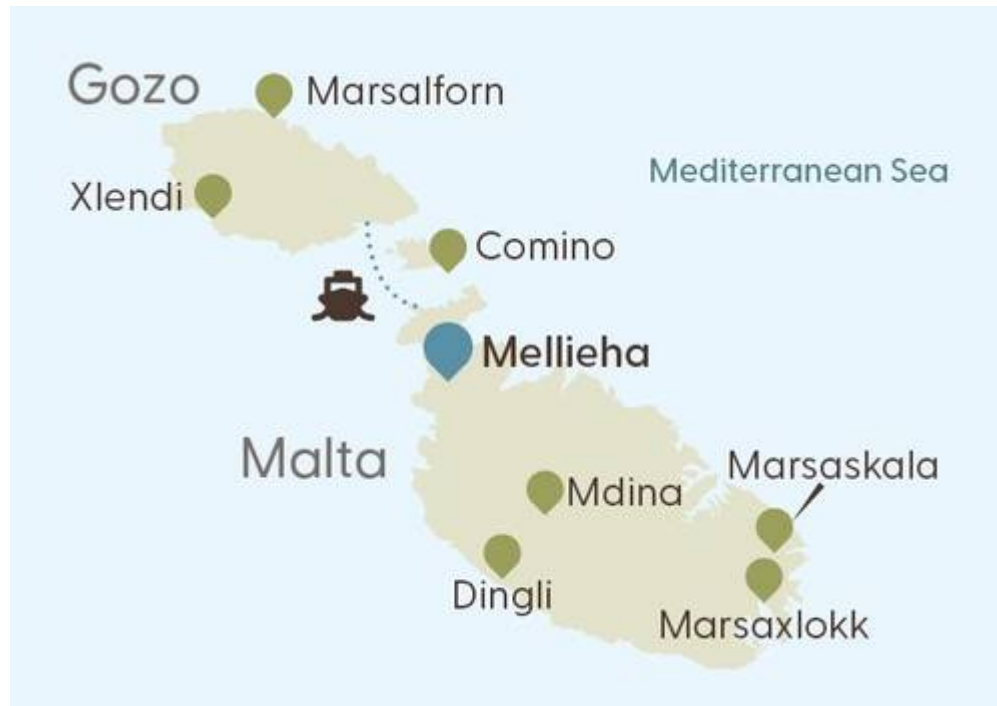 Gozo
Marsalforn
Mediterranean Sea
Xlendi
Comino
Mellieha
Malta
Marsaskala
Mdina
Dingli
Marsaxlokk